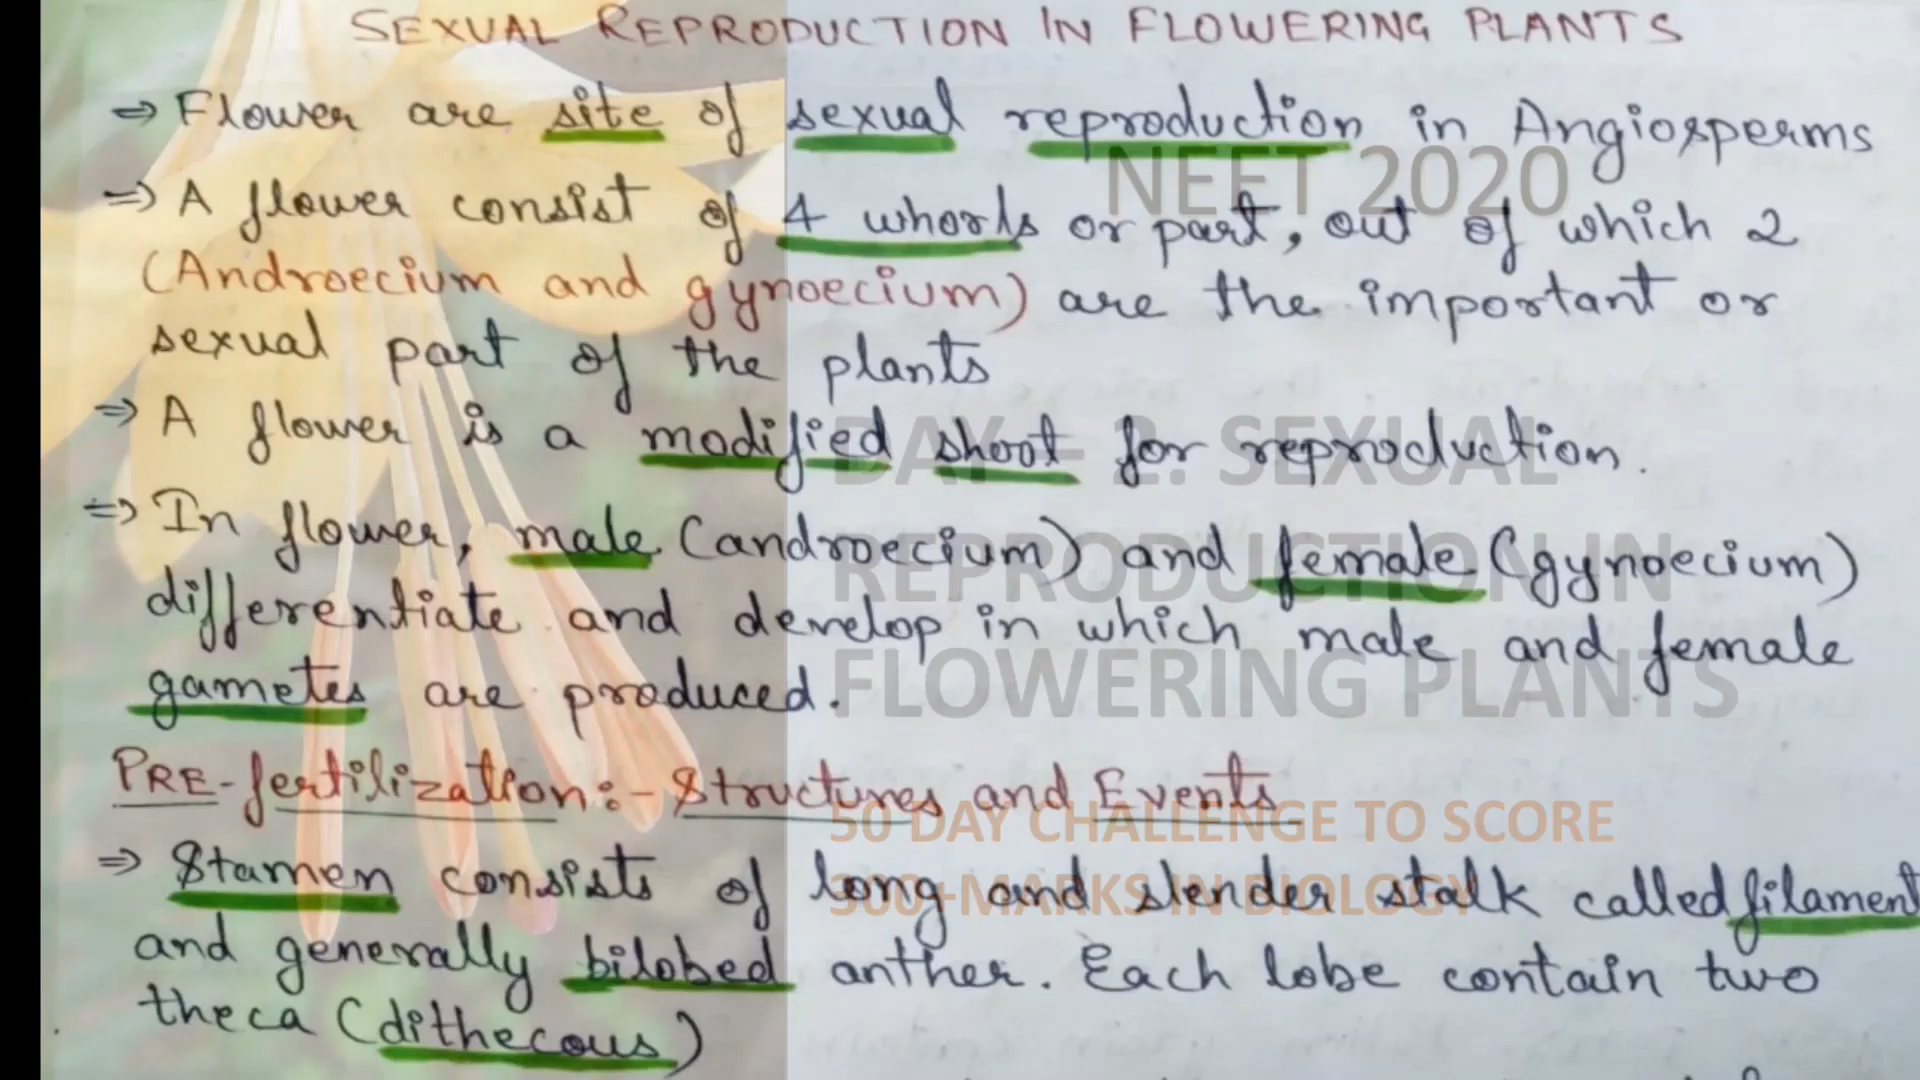 SEXUAL REPRODUCTION IN FLOWERING PLANTS
⇒ Flower are site of sexual reproduction in Angiosperms
NEET 2020
⇒ A flower consist of 4 whorls or part, out of which 2
(Androecium and gynoecium) are the important or
sexual part of the plants
⇒ A flower is a modified shoot for reproduction.
DAY - 2: SEXUAL
⇒ In flower, male (androecium) and female (gynoecium)
REPRODUCTION IN
differentiate and develop in which male and female
FLOWERING PLANTS
gametes are produced.
PRE-fertilization:- Structures and Events
50 DAY CHALLENGE TO SCORE
⇒ Stamen consists of long and slender stalk called filament
300+MARKS IN BIOLOGY
and generally bilobed anther. Each lobe contain two
theca (dithecous)